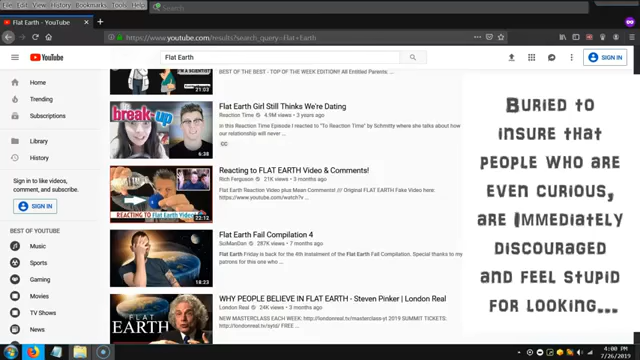 File Edit View History Bookmarks Tools Help
Search
Flat Earth - YouTube
https://www.youtube.com/results?search_query=Flat+Earth
YouTube
Flat Earth
SIGN IN
Home
Trending
Subscriptions
Library
History
Sign in to like videos,
comment, and subscribe.
SIGN IN
BEST OF YOUTUBE
Music
Sports
Gaming
Movies
TV Shows
News
I'M A SCIENTIST
21:03
BEST OF THE BEST - TOP OF THE WEEK EDITION! All Entitled Parents:
break-up
6:38
Flat Earth Girl Still Thinks We're Dating
Reaction Time 4.9M views • 3 years ago
In this Reaction Time Episode I reacted to "To Reaction Time" by Schmitty where she talks about how
our relationship will never ...
CC
REACTING TO FLAT EARTH Video
22:12
Reacting to FLAT EARTH Video & Comments!
Rich Ferguson 21K views • 3 months ago
Flat Earth Reaction Video plus Mean Comments! // Original FLAT EARTH Fake Video here:
https://www.youtube.com/watch?v...
18:23
Flat Earth Fail Compilation 4
SciManDan 287K views • 7 months ago
Flat Earth Friday is back for the 4th Instalment of the Flat Earth Fail Compilation. Special thanks to my
patrons for this one who ...
FLAT
EARTH
WHY PEOPLE BELIEVE IN FLAT EARTH - Steven Pinker | London Real
London Real 24K views • 3 months ago
NEW MASTERCLASS EACH WEEK: http://londonreal.tv/masterclass-yt 2019 SUMMIT TICKETS:
http://londonreal.tv/sytd/ FREE ...
Buried to
insure that
people who are
even curious,
are Immediately
discouraged
and feel stupid
for looking...
4:00 PM
7/26/2019